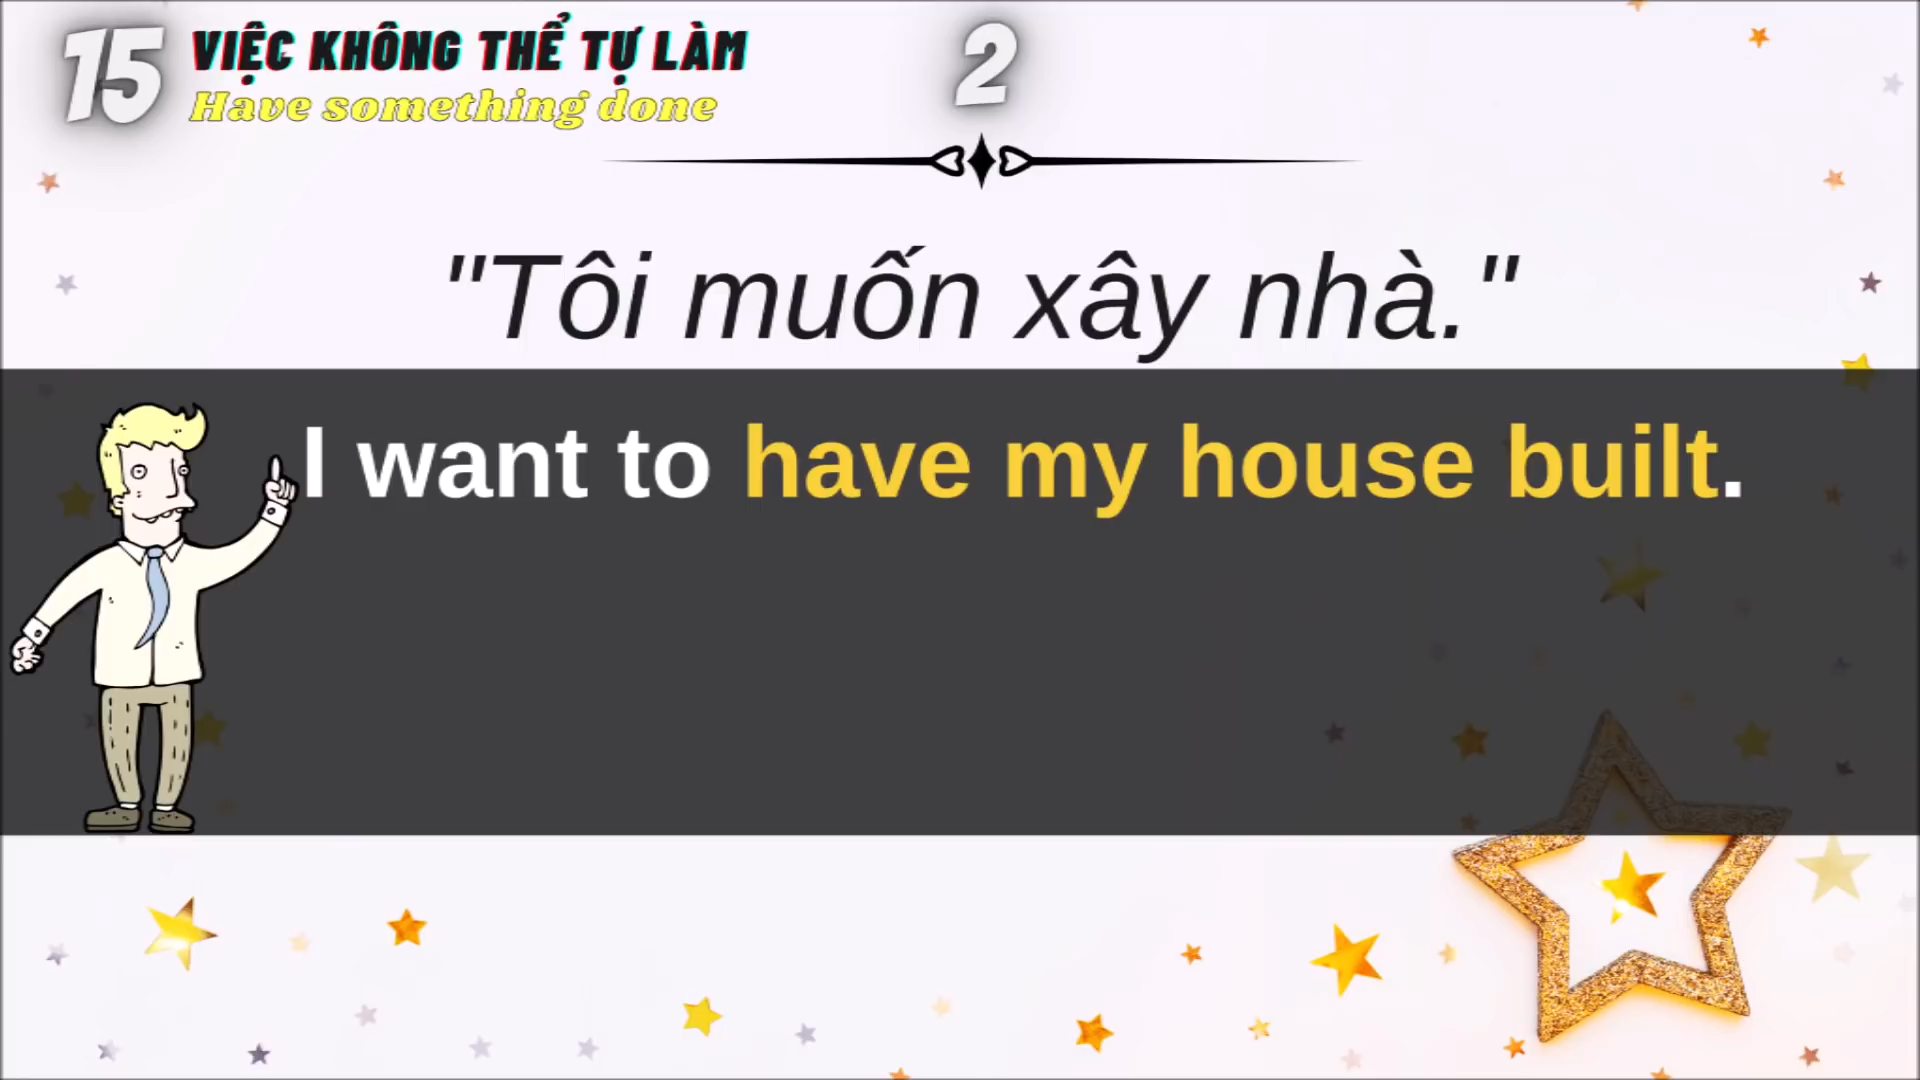 15
VIỆC KHÔNG THỂ TỰ LÀM
Have something done
2
"Tôi muốn xây nhà."
I want to have my house built.